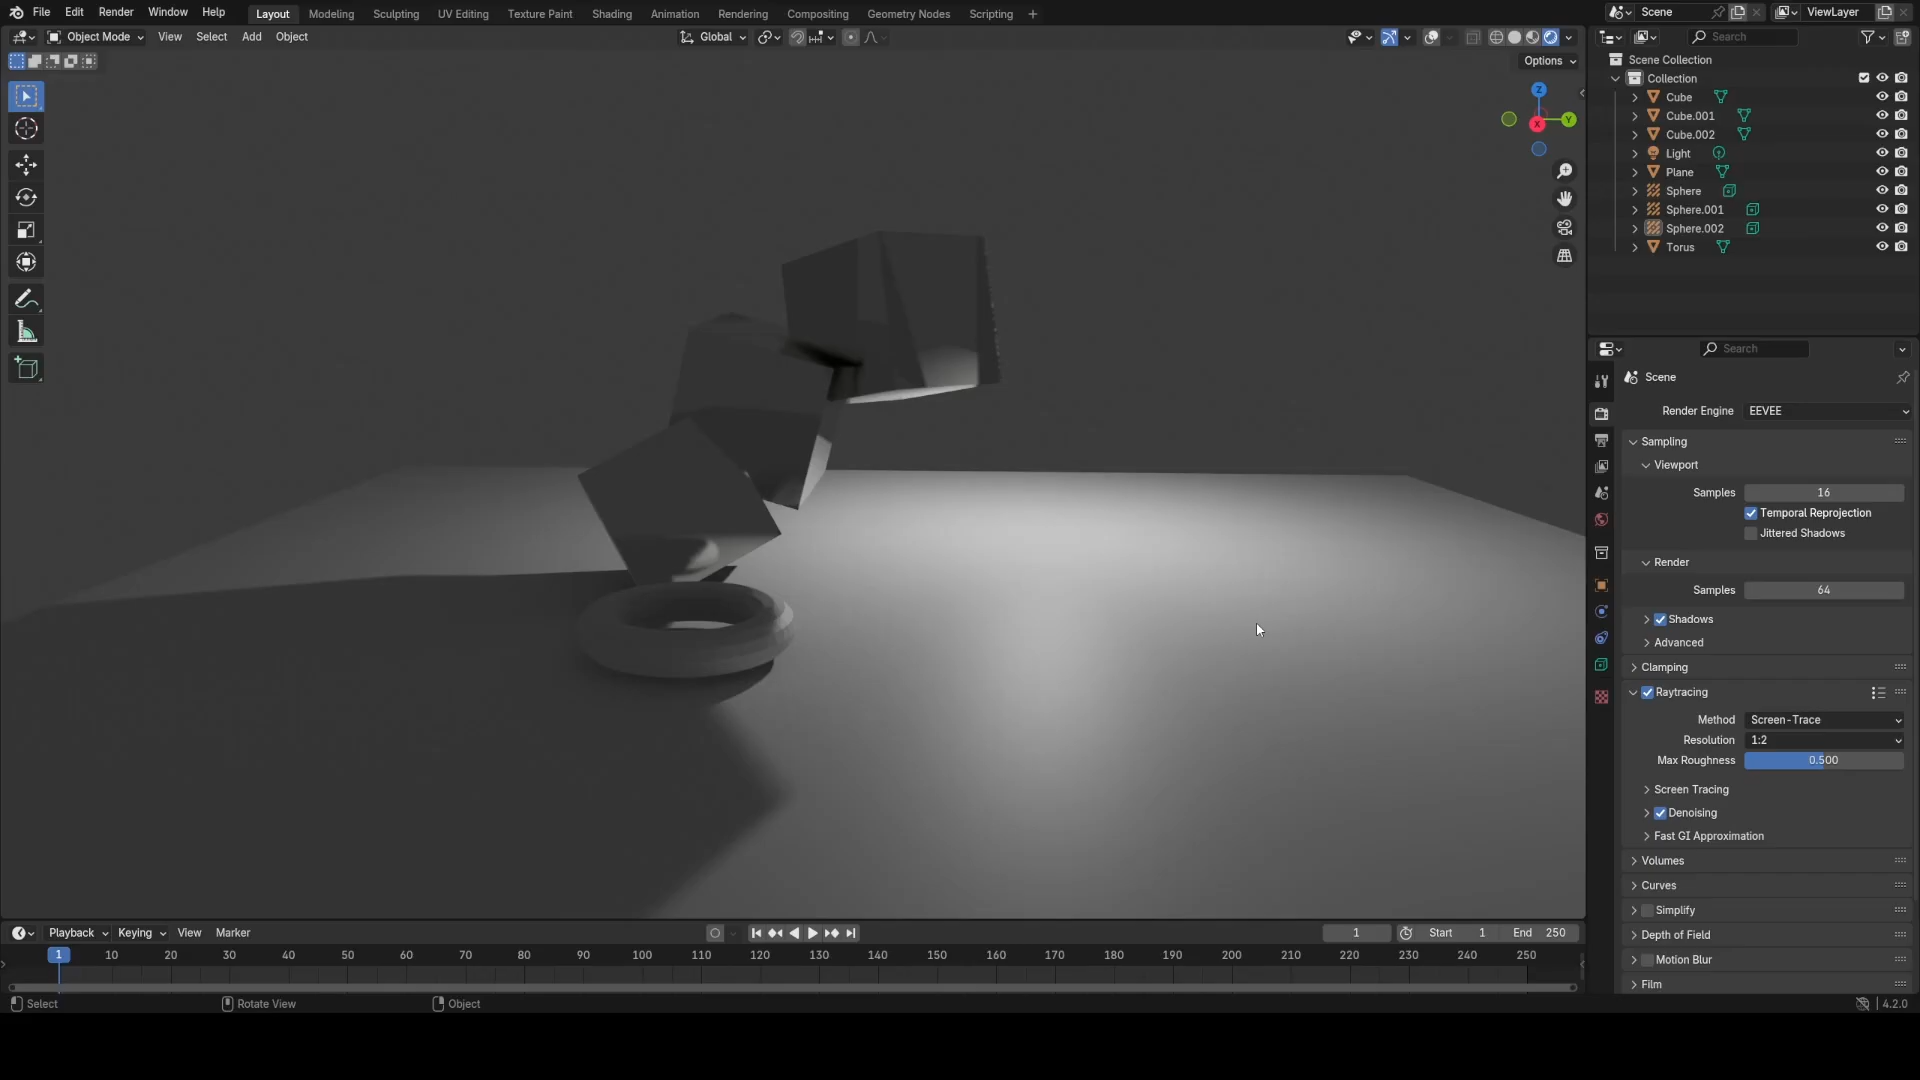 File Edit Render Window Help Layout Modeling Sculpting UV Editing Texture Paint Shading Animation Rendering Compositing Geometry Nodes Scripting + Scene ViewLayer
Object Mode View Select Add Object Global Search
Options
Z
X Y
Scene Collection
Collection
Cube
Cube.001
Cube.002
Light
Plane
Sphere
Sphere.001
Sphere.002
Torus
Search
Scene
Render Engine EEVEE
Sampling
Viewport
Samples 16
Temporal Reprojection
Jittered Shadows
Render
Samples 64
Shadows
Advanced
Clamping
Raytracing
Method Screen-Trace
Resolution 1:2
Max Roughness 0.500
Screen Tracing
Denoising
Fast GI Approximation
Volumes
Curves
Simplify
Depth of Field
Motion Blur
Film
Playback Keying View Marker 1 Start 1 End 250
1 10 20 30 40 50 60 70 80 90 100 110 120 130 140 150 160 170 180 190 200 210 220 230 240 250
Select Rotate View Object 4.2.0